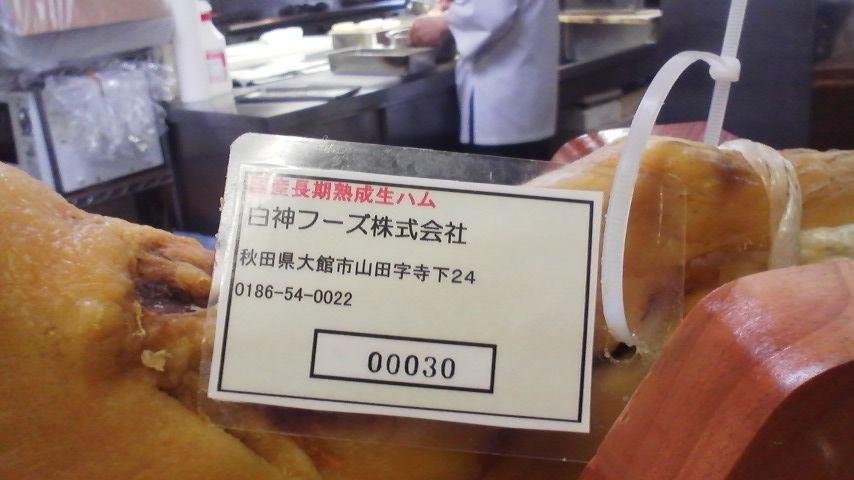 国産長期熟成生ハム
白神フーズ株式会社
秋田県大館市山田字寺下24
0186-54-0022
00030